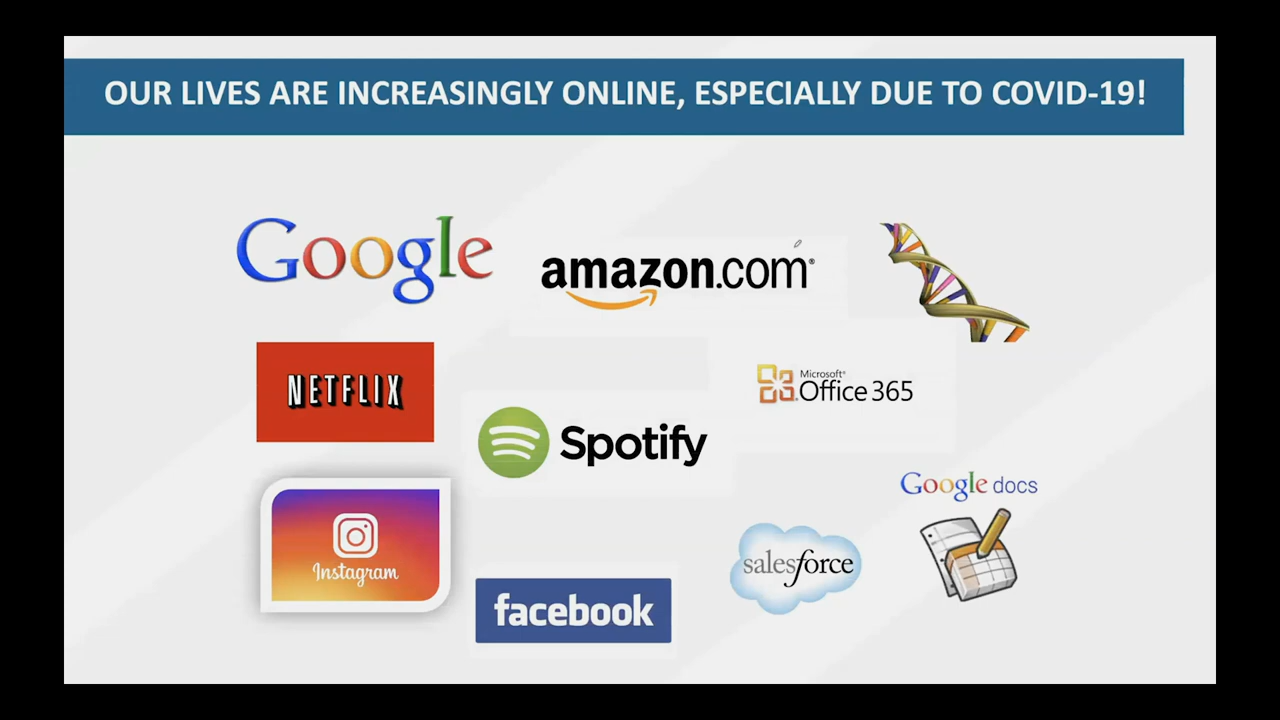 OUR LIVES ARE INCREASINGLY ONLINE, ESPECIALLY DUE TO COVID-19!
Google
amazon.com®
NETFLIX
Microsoft®
Office 365
Spotify
Google docs
Instagram
salesforce
facebook